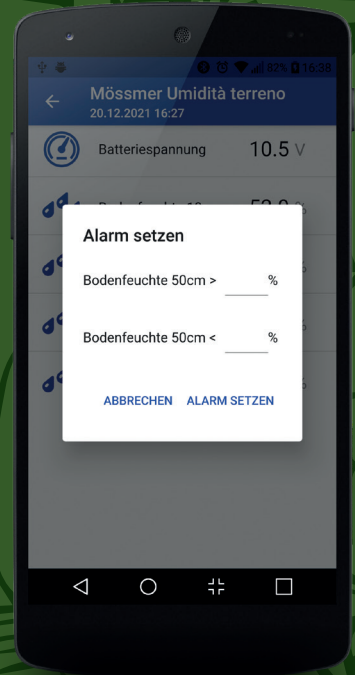 82% 16:38
Mössmer Umidità terreno
20.12.2021 16:27
Batteriespannung 10.5 V
Alarm setzen
Bodenfeuchte 50cm > %
Bodenfeuchte 50cm < %
ABBRECHEN ALARM SETZEN